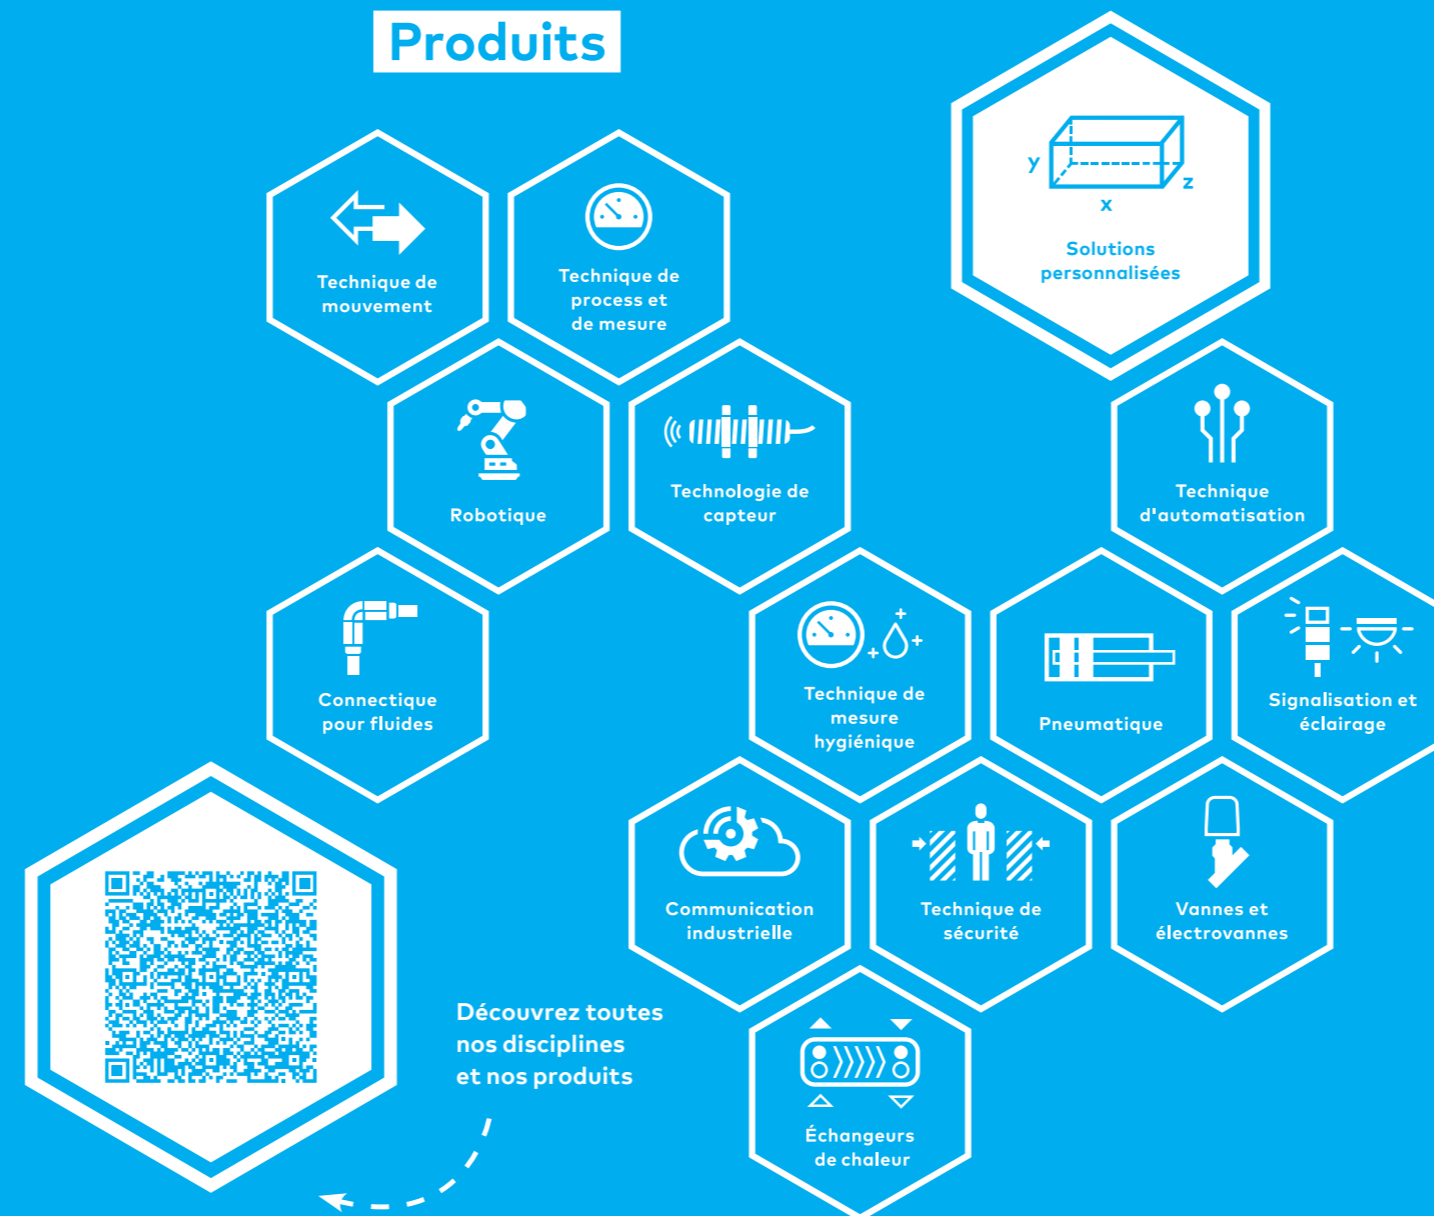 Produits
y
z
x
Solutions
personnalisées
Technique de
mouvement
Technique de
process et
de mesure
Robotique
Technologie de
capteur
Technique
d'automatisation
Connectique
pour fluides
Technique de
mesure
hygiénique
Pneumatique
Signalisation et
éclairage
Communication
industrielle
Technique de
sécurité
Vannes et
électrovannes
Découvrez toutes
nos disciplines
et nos produits
Échangeurs
de chaleur